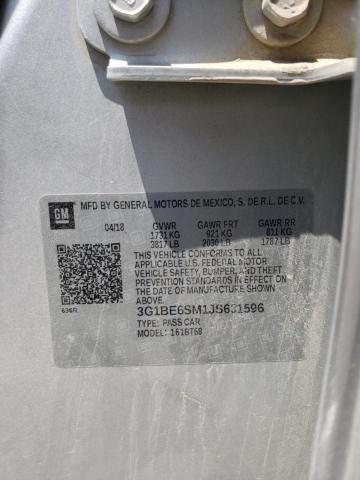 GM MFD BY GENERAL MOTORS DE MEXICO, S. DE R.L. DE C.V.
04/18 GVWR GAWR FRT GAWR RR
1731 KG 921 KG 811 KG
3817 LB 2030 LB 1787 LB
THIS VEHICLE CONFORMS TO ALL
APPLICABLE U.S. FEDERAL MOTOR
VEHICLE SAFETY, BUMPER, AND THEFT
PREVENTION STANDARDS IN EFFECT
ON THE DATE OF MANUFACTURE
SHOWN ABOVE.
636R
3G1BE6SM1JS631596
TYPE: PASS CAR
MODEL: 161BT68